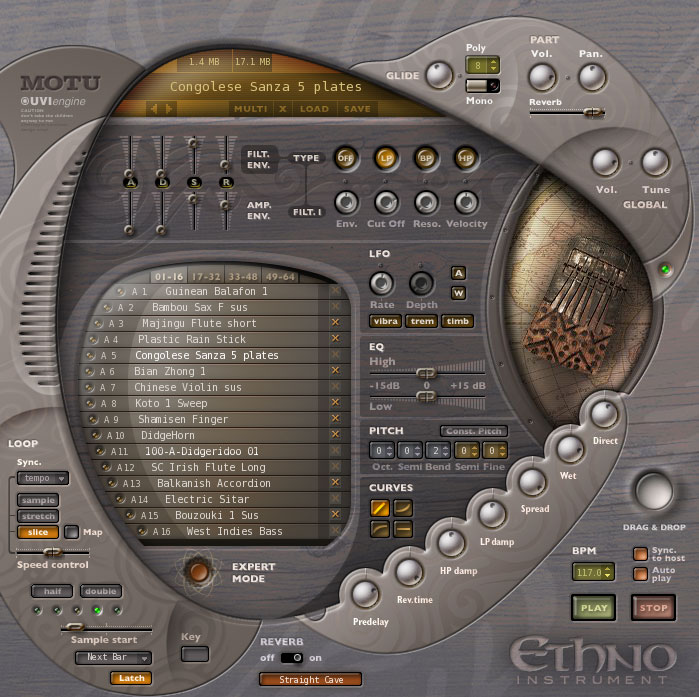 MOTU
UVIengine
1.4 MB 17.1 MB
Congolese Sanza 5 plates
MULTI X LOAD SAVE
GLIDE
Poly
8
Mono
PART
Vol. Pan.
Reverb
Vol. Tune
GLOBAL
FILT.
ENV.
A D S R
AMP.
ENV.
TYPE
OFF LP BP HP
FILT.1
Env. Cut Off Reso. Velocity
01-16 17-32 33-48 49-64
A 1 Guinean Balafon 1
A 2 Bambou Sax F sus
A 3 Majingu Flute short
A 4 Plastic Rain Stick
A 5 Congolese Sanza 5 plates
A 6 Bian Zhong 1
A 7 Chinese Violin sus
A 8 Koto 1 Sweep
A 9 Shamisen Finger
A 10 DidgeHorn
A 11 100-A-Didgeridoo 01
A 12 SC Irish Flute Long
A 13 Balkanish Accordion
A 14 Electric Sitar
A 15 Bouzouki 1 Sus
A 16 West Indies Bass
LFO
A
W
Rate Depth
vibra trem timb
EQ
High
-15dB 0 +15 dB
Low
PITCH Const. Pitch
0 0 2 0 0
Oct. Semi Bend Semi Fine
CURVES
Direct
Wet
Spread
LP damp
HP damp
Rev.time
Predelay
LOOP
Sync.
tempo
sample
stretch
slice
Map
Speed control
half double
Sample start
Next Bar
Latch
Key
EXPERT
MODE
REVERB
off on
Straight Cave
DRAG & DROP
BPM
117.0
Sync.
to host
Auto
play
PLAY STOP
ETHNO
INSTRUMENT